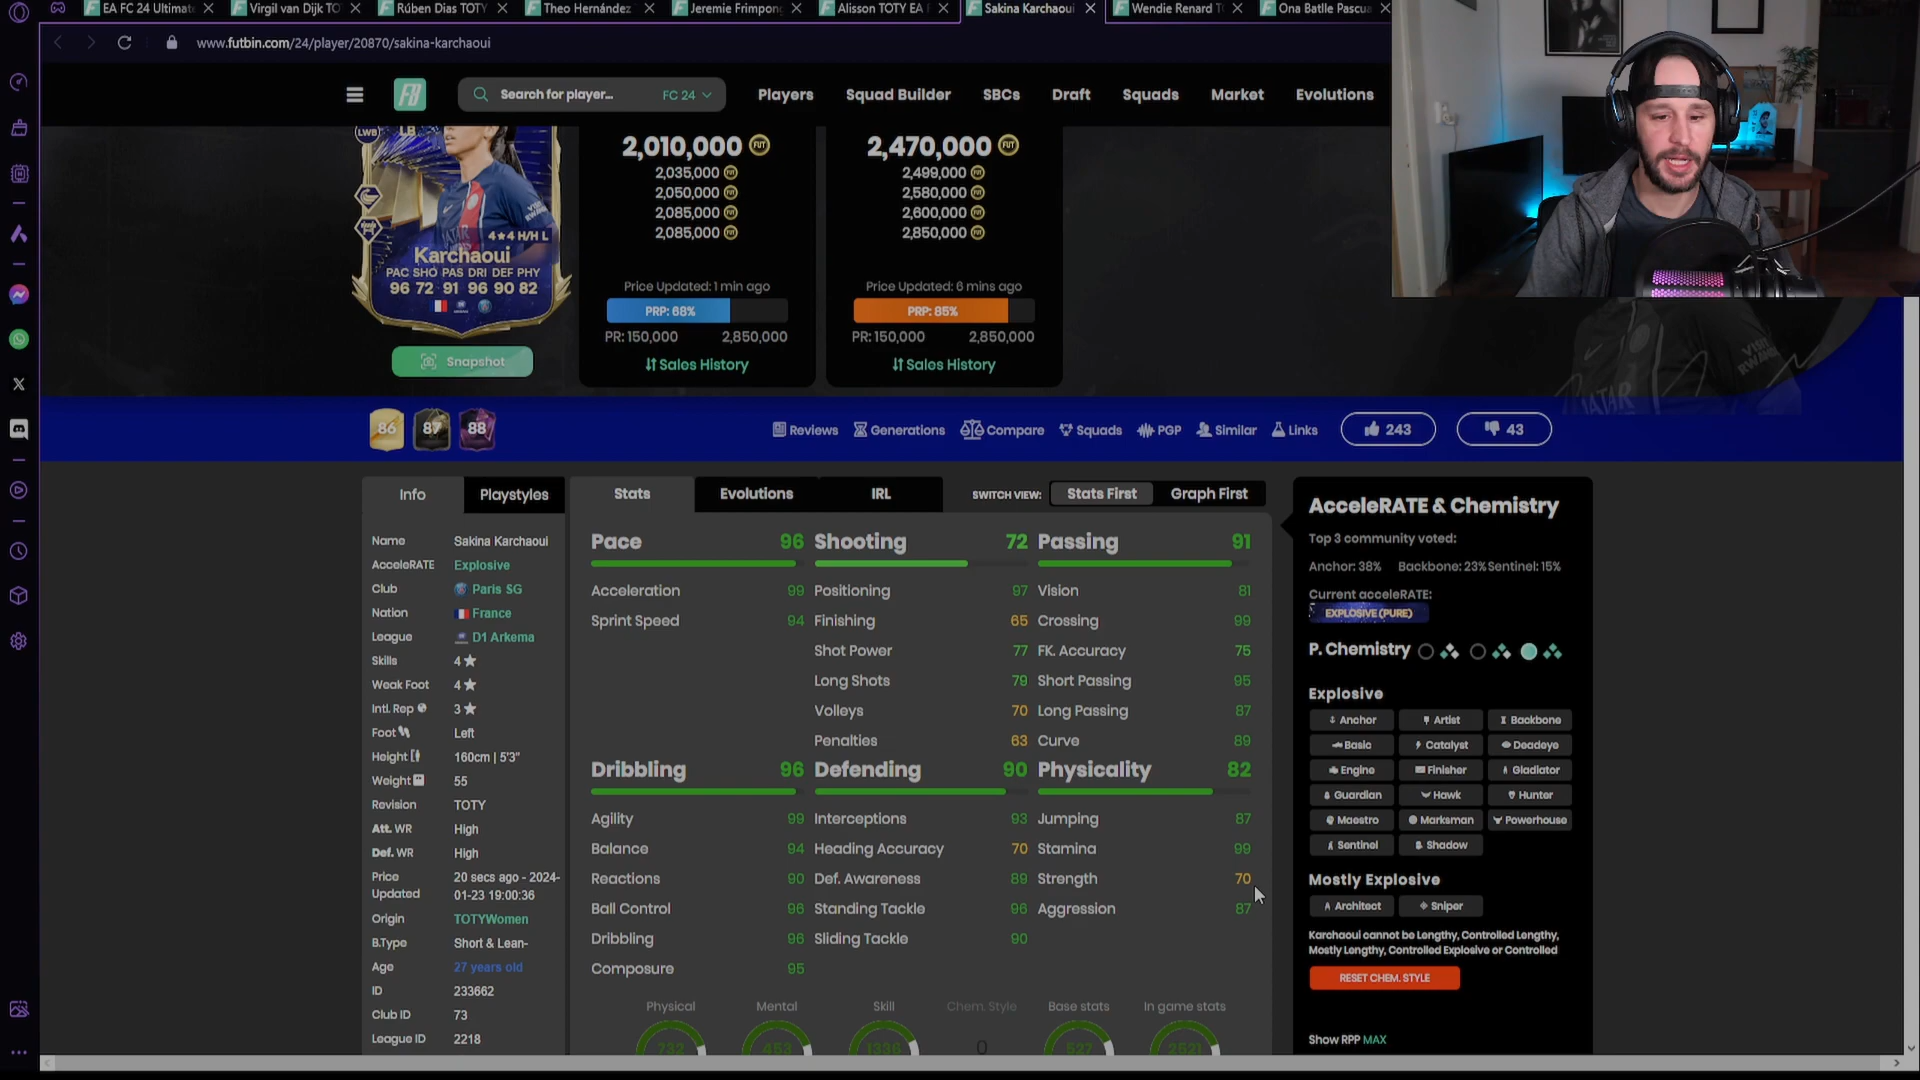 EA FC 24 Ultimat
Virgil van Dijk TO
Rúben Dias TOTY
Theo Hernández
Jeremie Frimpong
Alisson TOTY EA F
Sakina Karchaoui
Wendie Renard T
Ona Batlle Pascua
www.futbin.com/24/player/20870/sakina-karchaoui
Search for player...
FC 24
Players
Squad Builder
SBCs
Draft
Squads
Market
Evolutions
LWB
LB
4★4 H/H L
Karchaoui
PAC SHO PAS DRI DEF PHY
96 72 91 96 90 82
Snapshot
2,010,000
2,035,000
2,050,000
2,085,000
2,085,000
Price Updated: 1 min ago
PRP: 68%
PR: 150,000 2,850,000
Sales History
2,470,000
2,499,000
2,580,000
2,600,000
2,850,000
Price Updated: 6 mins ago
PRP: 85%
PR: 150,000 2,850,000
Sales History
86
87
88
Reviews
Generations
Compare
Squads
PGP
Similar
Links
243
43
Info
Playstyles
Name Sakina Karchaoui
AcceleRATE Explosive
Club Paris SG
Nation France
League D1 Arkema
Skills 4★
Weak Foot 4★
Intl. Rep 3★
Foot Left
Height 160cm | 5'3"
Weight 55
Revision TOTY
Att. WR High
Def. WR High
Price Updated 20 secs ago - 2024-01-23 19:00:36
Origin TOTYWomen
B.Type Short & Lean-
Age 27 years old
ID 233662
Club ID 73
League ID 2218
Stats
Evolutions
IRL
SWITCH VIEW:
Stats First
Graph First
Pace 96
Acceleration 99
Sprint Speed 94
Shooting 72
Positioning 97
Finishing 65
Shot Power 77
Long Shots 79
Volleys 70
Penalties 63
Passing 91
Vision 81
Crossing 99
FK. Accuracy 75
Short Passing 95
Long Passing 87
Curve 89
Dribbling 96
Agility 99
Balance 94
Reactions 90
Ball Control 96
Dribbling 96
Composure 95
Defending 90
Interceptions 93
Heading Accuracy 70
Def. Awareness 89
Standing Tackle 96
Sliding Tackle 90
Physicality 82
Jumping 87
Stamina 99
Strength 70
Aggression 87
Physical
732
Mental
453
Skill
1336
Chem. Style
0
Base stats
527
In game stats
2521
AcceleRATE & Chemistry
Top 3 community voted:
Anchor: 38% Backbone: 23% Sentinel: 15%
Current acceleRATE:
EXPLOSIVE (PURE)
P. Chemistry
Explosive
Anchor
Artist
Backbone
Basic
Catalyst
Deadeye
Engine
Finisher
Gladiator
Guardian
Hawk
Hunter
Maestro
Marksman
Powerhouse
Sentinel
Shadow
Mostly Explosive
Architect
Sniper
Karchaoui cannot be Lengthy, Controlled Lengthy,
Mostly Lengthy, Controlled Explosive or Controlled
RESET CHEM. STYLE
Show RPP MAX